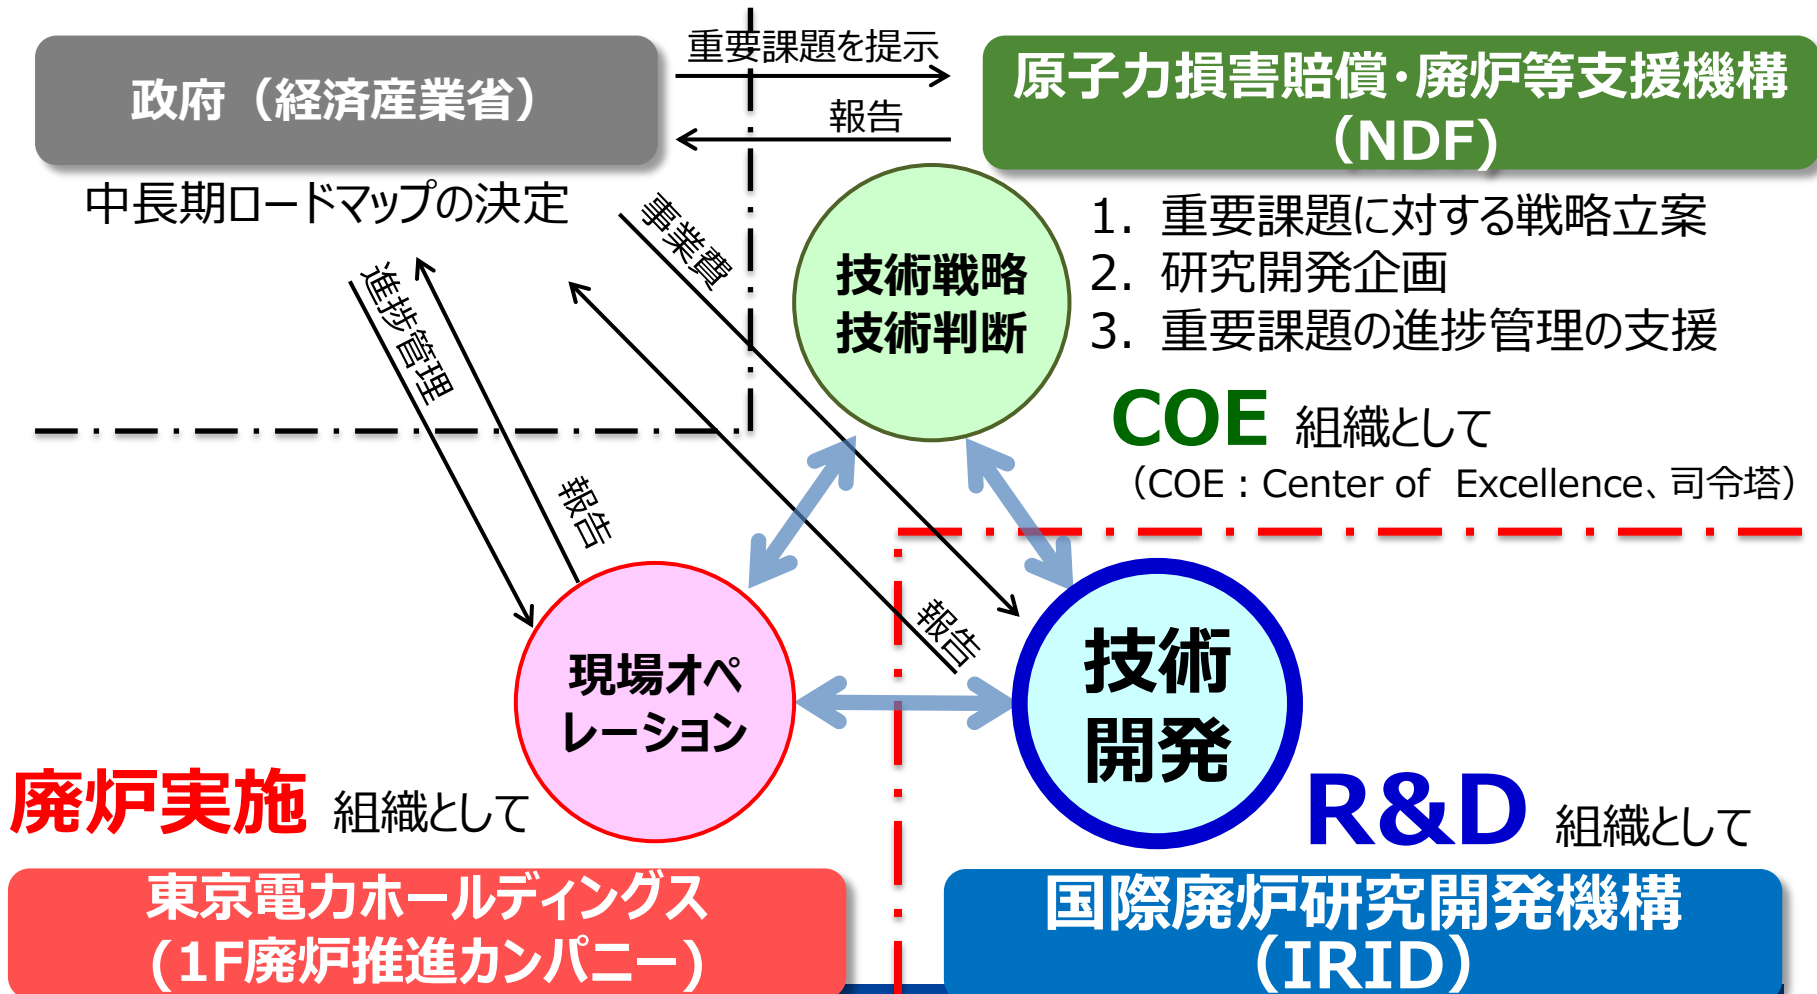 重要課題を提示
政府（経済産業省）
原子力損害賠償・廃炉等支援機構
（NDF)
報告
中長期ロードマップの決定
事業費
1. 重要課題に対する戦略立案
2. 研究開発企画
3. 重要課題の進捗管理の支援
技術戦略
技術判断
進捗管理
COE 組織として
（COE：Center of Excellence、司令塔）
報告
報告
現場オペ
レーション
技術
開発
廃炉実施 組織として
R&D 組織として
東京電力ホールディングス
(1F廃炉推進カンパニー)
国際廃炉研究開発機構
（IRID）